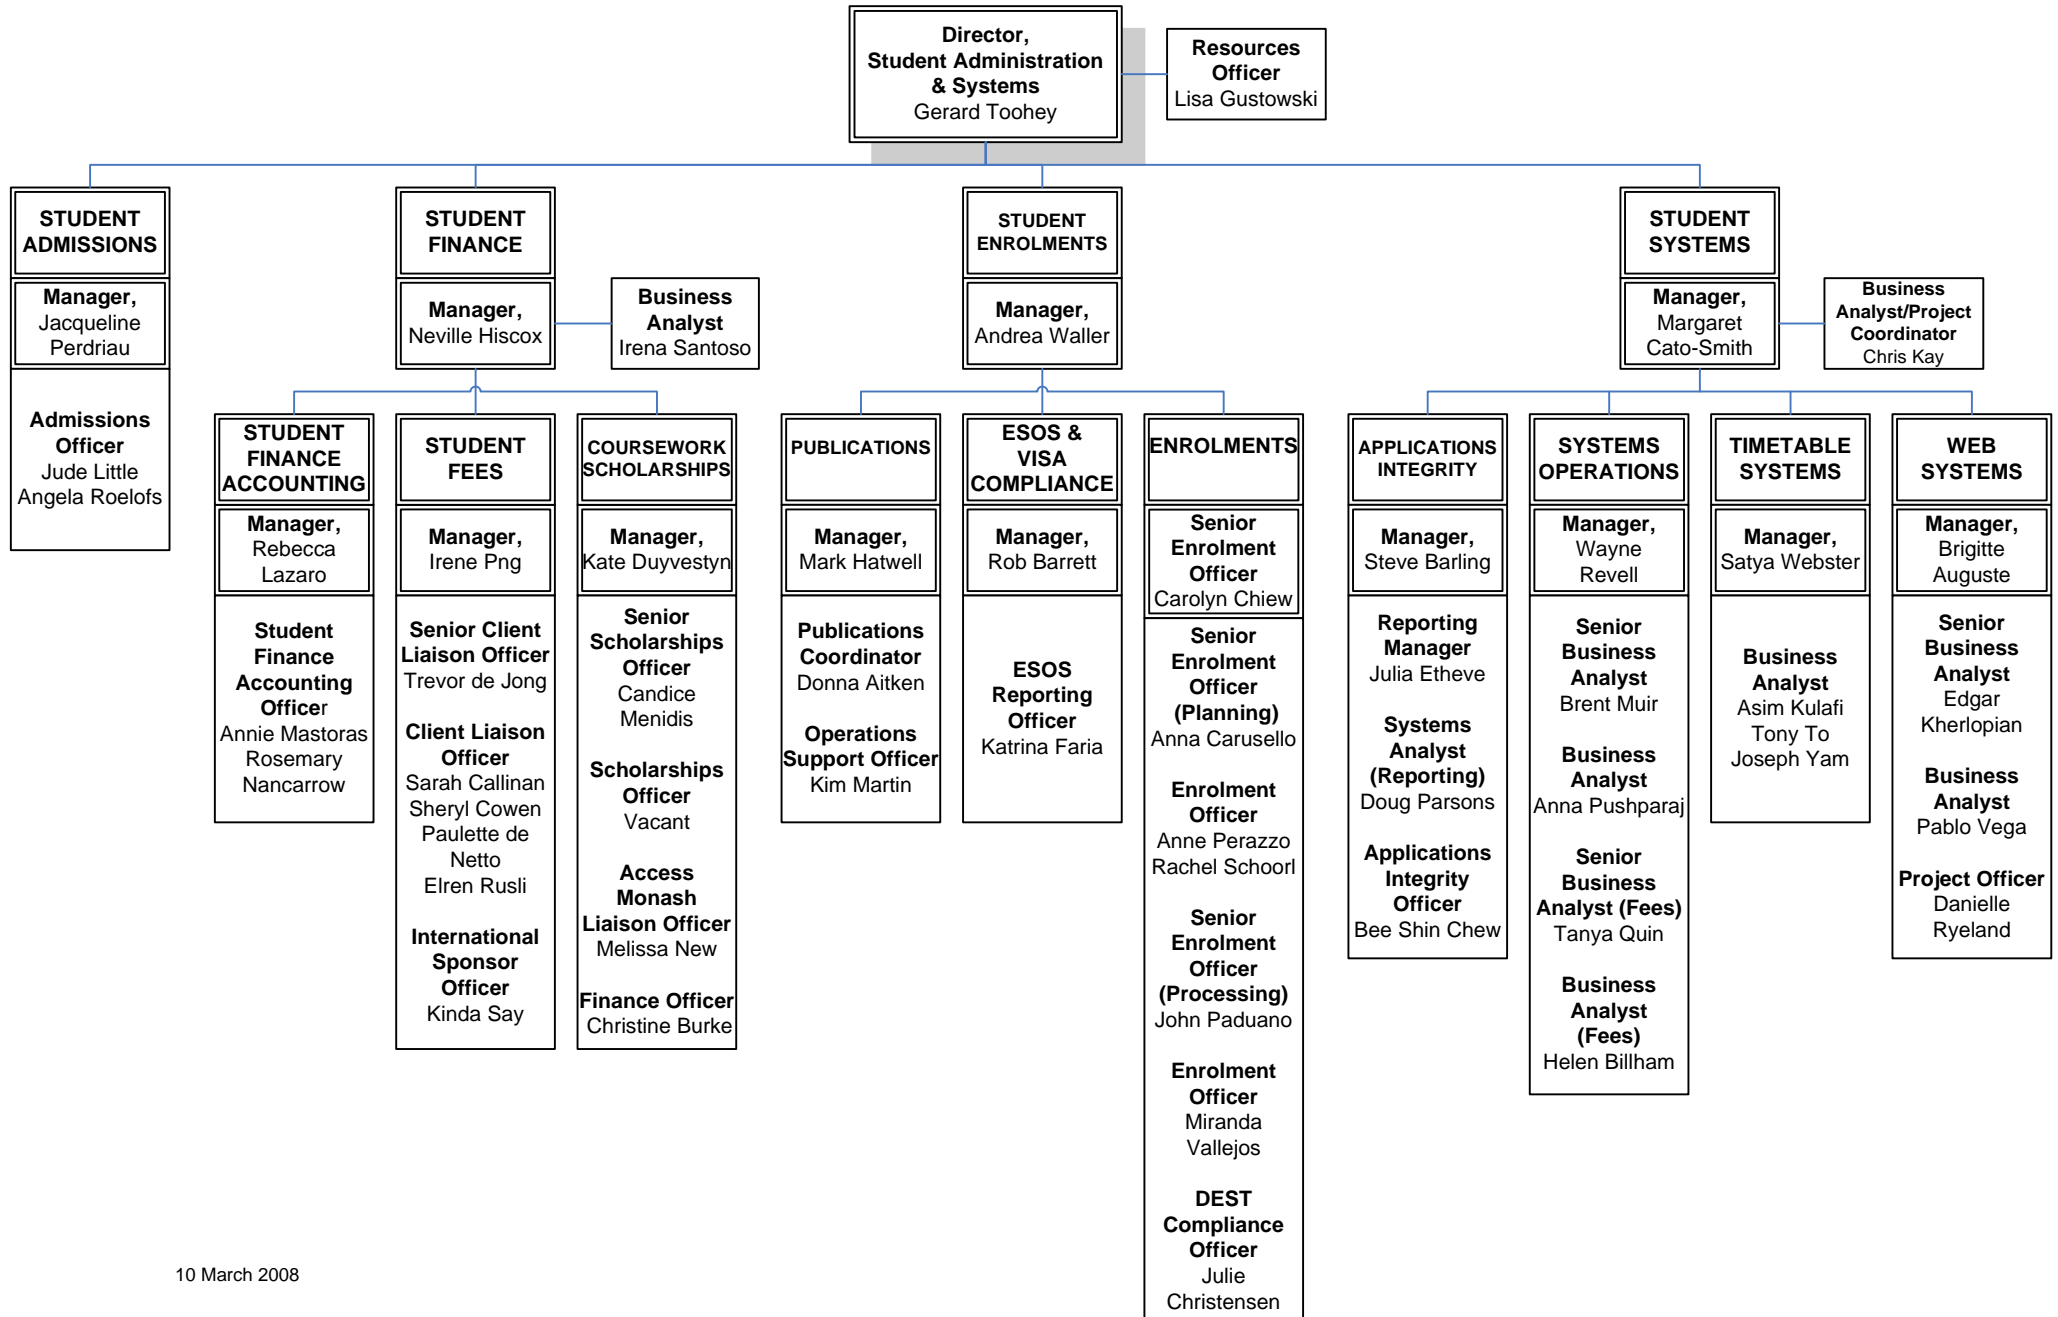 Director,
Student Administration
& Systems
Gerard Toohey
Resources
Officer
Lisa Gustowski
STUDENT
ADMISSIONS
Manager,
Jacqueline
Perdriau
Admissions
Officer
Jude Little
Angela Roelofs
STUDENT
FINANCE
Manager,
Neville Hiscox
Business
Analyst
Irena Santoso
STUDENT
FINANCE
ACCOUNTING
Manager,
Rebecca
Lazaro
Student
Finance
Accounting
Officer
Annie Mastoras
Rosemary
Nancarrow
STUDENT
FEES
Manager,
Irene Png
Senior Client
Liaison Officer
Trevor de Jong
Client Liaison
Officer
Sarah Callinan
Sheryl Cowen
Paulette de
Netto
Elren Rusli
International
Sponsor
Officer
Kinda Say
COURSEWORK
SCHOLARSHIPS
Manager,
Kate Duyvestyn
Senior
Scholarships
Officer
Candice
Menidis
Scholarships
Officer
Vacant
Access
Monash
Liaison Officer
Melissa New
Finance Officer
Christine Burke
STUDENT
ENROLMENTS
Manager,
Andrea Waller
PUBLICATIONS
Manager,
Mark Hatwell
Publications
Coordinator
Donna Aitken
Operations
Support Officer
Kim Martin
ESOS &
VISA
COMPLIANCE
Manager,
Rob Barrett
ESOS
Reporting
Officer
Katrina Faria
ENROLMENTS
Senior
Enrolment
Officer
Carolyn Chiew
Senior
Enrolment
Officer
(Planning)
Anna Carusello
Enrolment
Officer
Anne Perazzo
Rachel Schoorl
Senior
Enrolment
Officer
(Processing)
John Paduano
Enrolment
Officer
Miranda
Vallejos
DEST
Compliance
Officer
Julie
Christensen
STUDENT
SYSTEMS
Manager,
Margaret
Cato-Smith
Business
Analyst/Project
Coordinator
Chris Kay
APPLICATIONS
INTEGRITY
Manager,
Steve Barling
Reporting
Manager
Julia Etheve
Systems
Analyst
(Reporting)
Doug Parsons
Applications
Integrity
Officer
Bee Shin Chew
SYSTEMS
OPERATIONS
Manager,
Wayne
Revell
Senior
Business
Analyst
Brent Muir
Business
Analyst
Anna Pushparaj
Senior
Business
Analyst (Fees)
Tanya Quin
Business
Analyst
(Fees)
Helen Billham
TIMETABLE
SYSTEMS
Manager,
Satya Webster
Business
Analyst
Asim Kulafi
Tony To
Joseph Yam
WEB
SYSTEMS
Manager,
Brigitte
Auguste
Senior
Business
Analyst
Edgar
Kherlopian
Business
Analyst
Pablo Vega
Project Officer
Danielle
Ryeland
10 March 2008